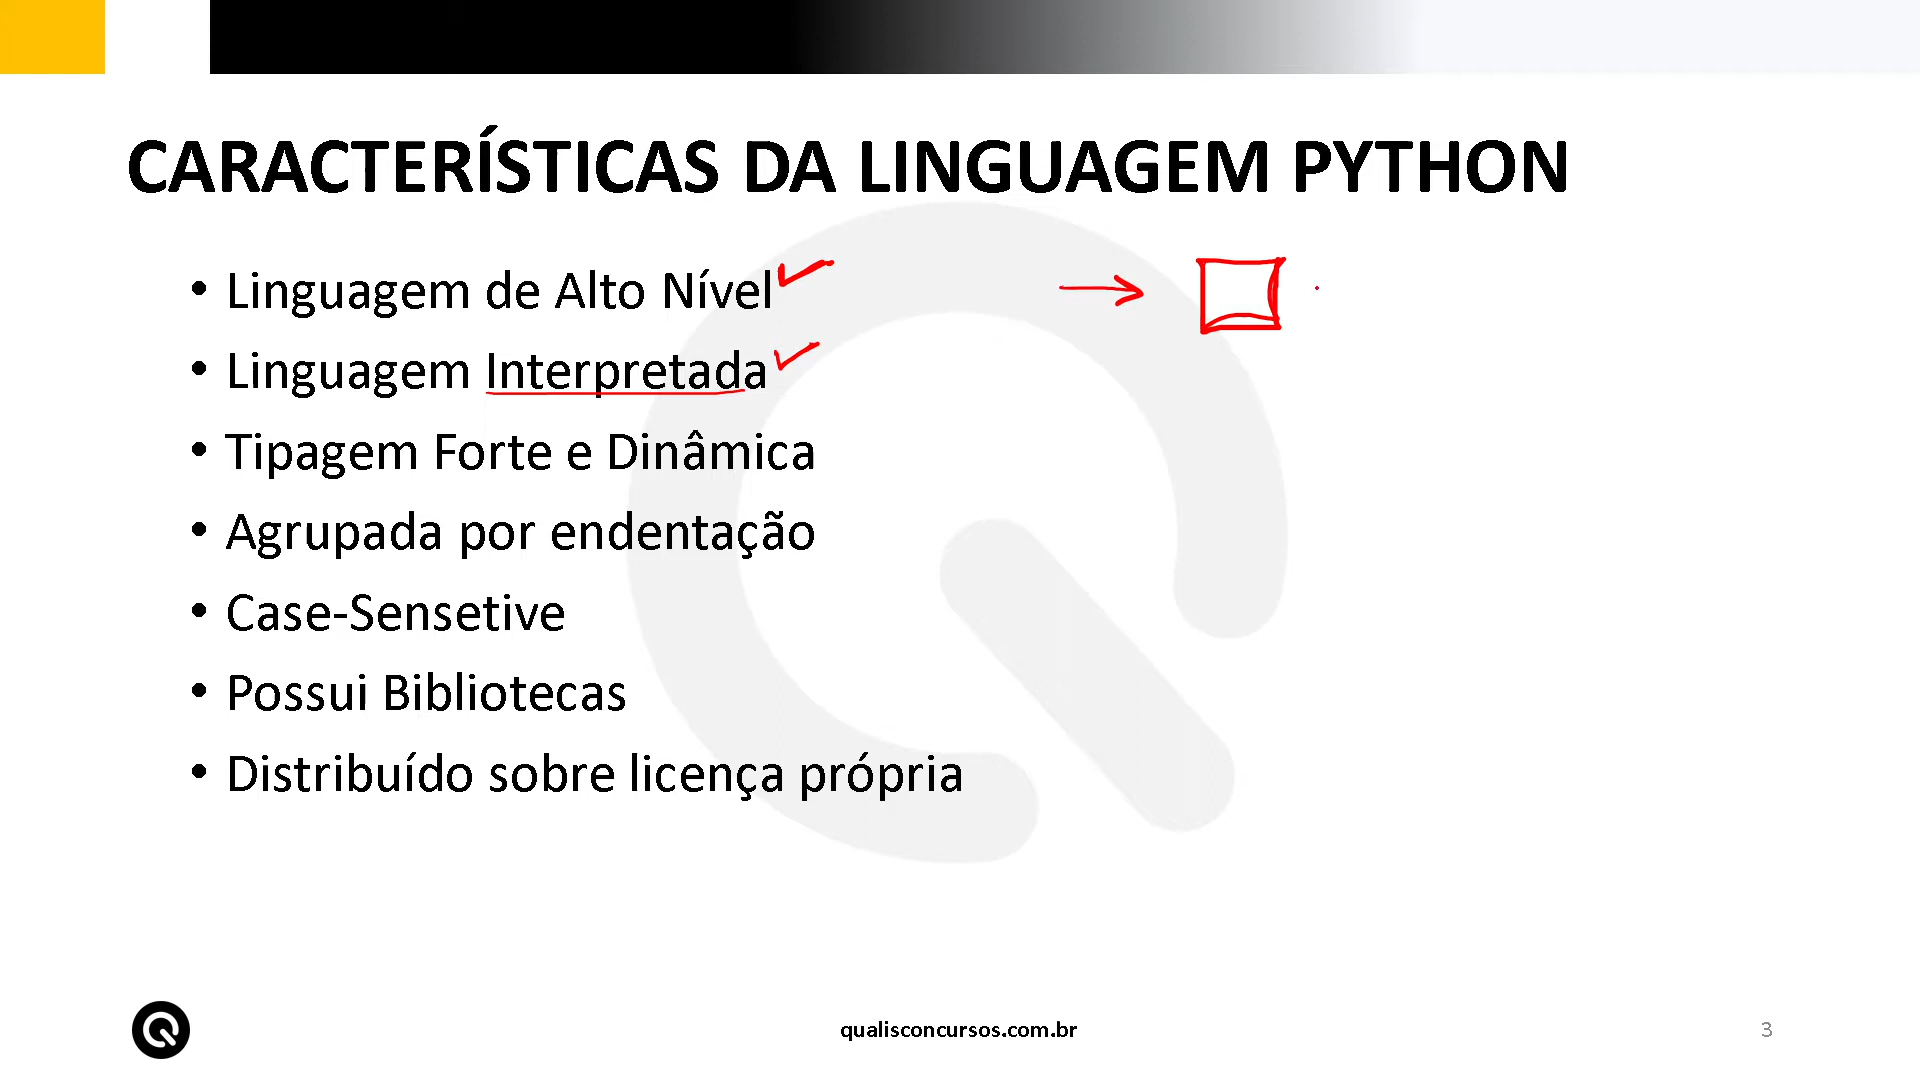 CARACTERÍSTICAS DA LINGUAGEM PYTHON
• Linguagem de Alto Nível
• Linguagem Interpretada
• Tipagem Forte e Dinâmica
• Agrupada por endentação
• Case-Sensetive
• Possui Bibliotecas
• Distribuído sobre licença própria
qualisconcursos.com.br
3